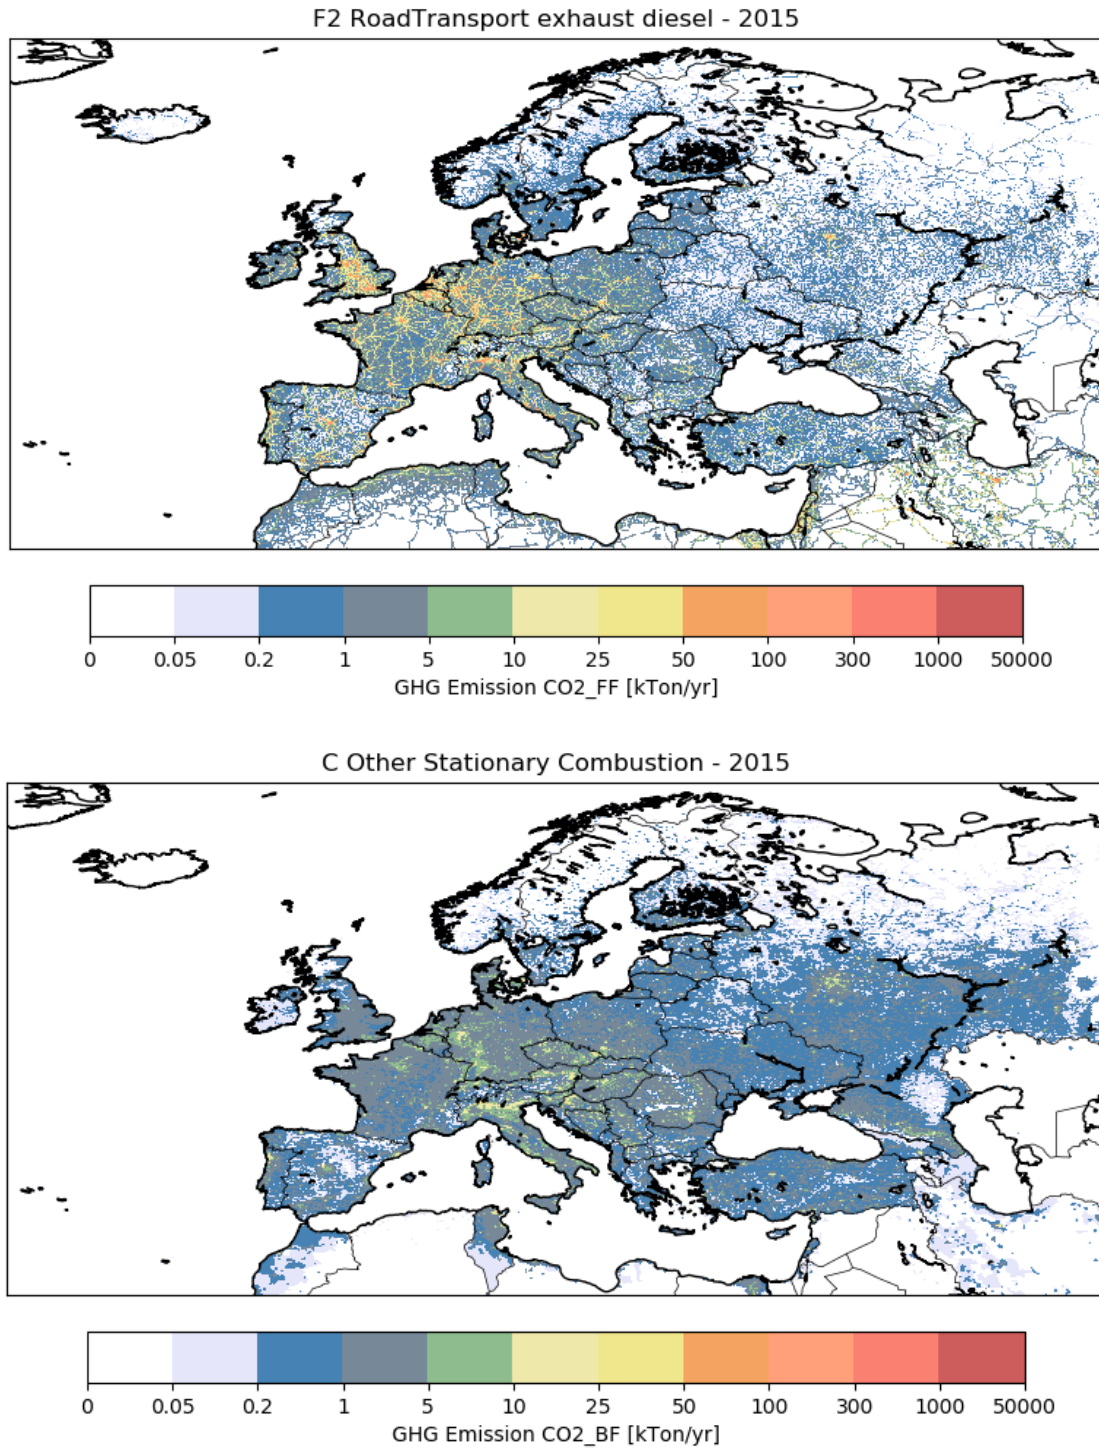 F2 RoadTransport exhaust diesel - 2015
0 0.05 0.2 1 5 10 25 50 100 300 1000 50000
GHG Emission CO2_FF [kTon/yr]
C Other Stationary Combustion - 2015
0 0.05 0.2 1 5 10 25 50 100 300 1000 50000
GHG Emission CO2_BF [kTon/yr]